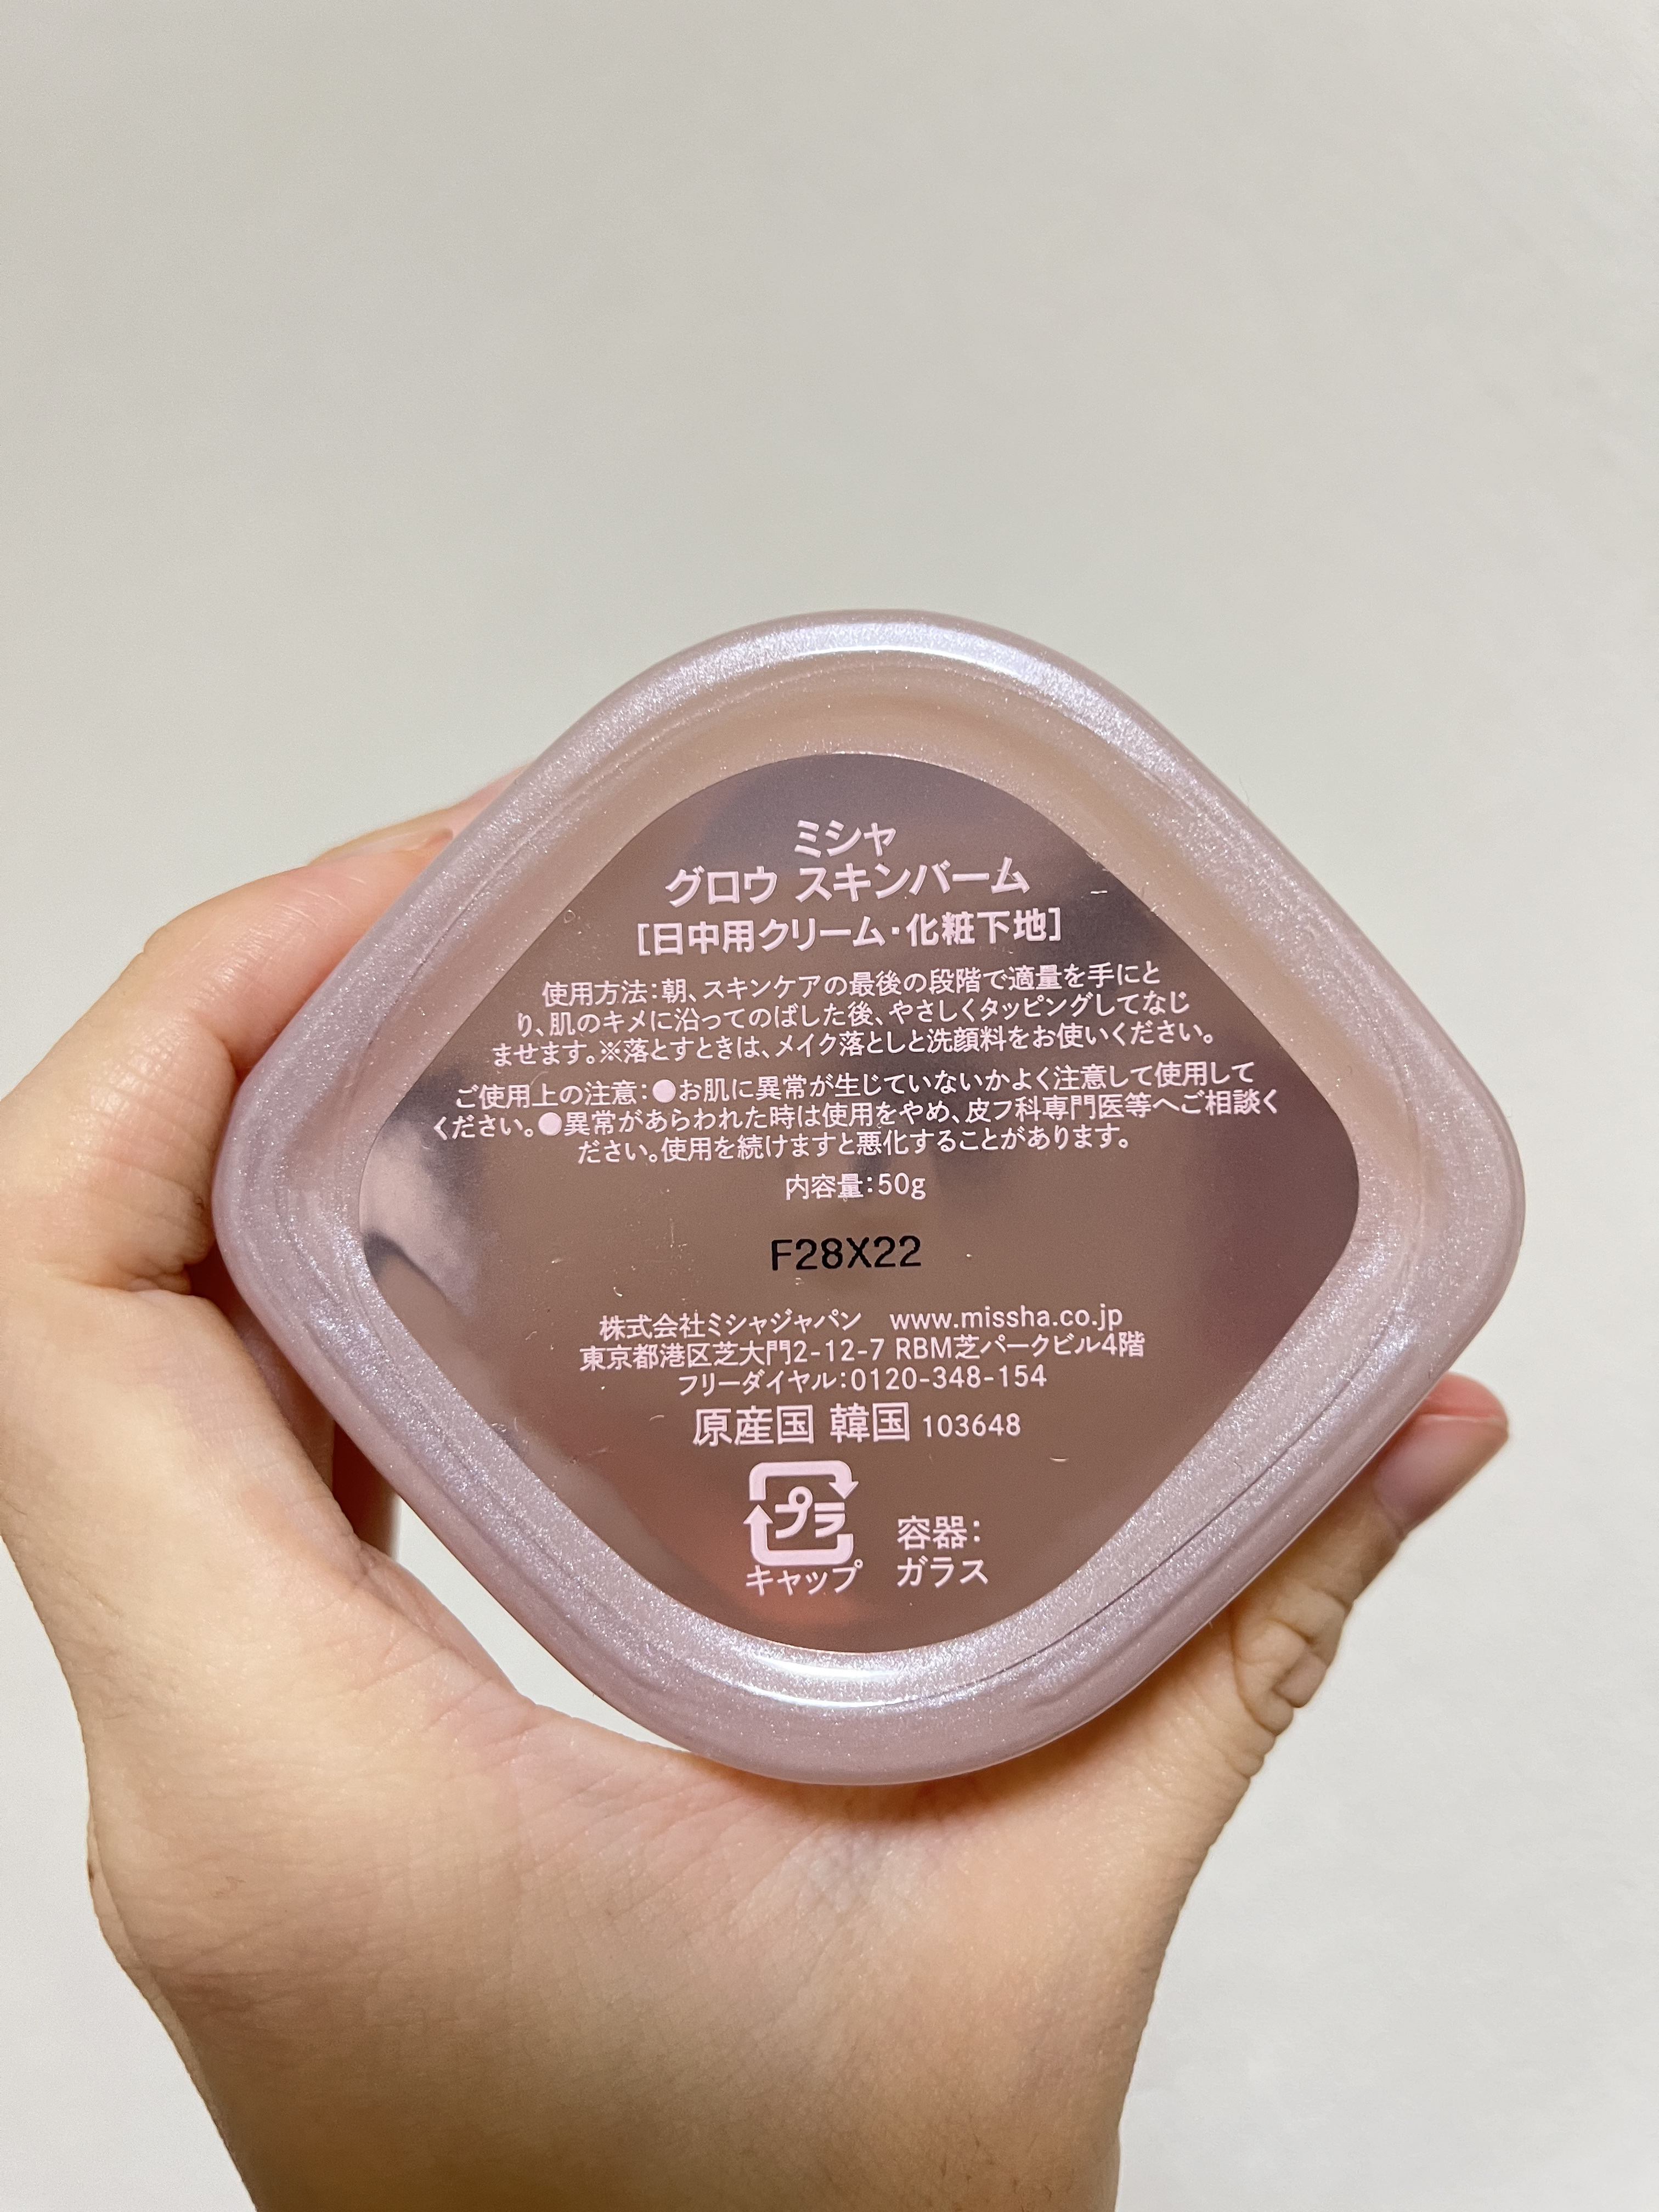 ミシャ
グロウ スキンバーム
[日中用クリーム・化粧下地]
使用方法：朝、スキンケアの最後の段階で適量を手にと
り、肌のキメに沿ってのばした後、やさしくタッピングしてなじ
ませます。※落とすときは、メイク落としと洗顔料をお使いください。
ご使用上の注意：●お肌に異常が生じていないかよく注意して使用して
ください。●異常があらわれた時は使用をやめ、皮フ科専門医等へご相談く
ださい。使用を続けますと悪化することがあります。
内容量：50g
F28X22
株式会社ミシャジャパン www.missha.co.jp
東京都港区芝大門2-12-7 RBM芝パークビル4階
フリーダイヤル：0120-348-154
原産国 韓国 103648
プラ
キャップ
容器：
ガラス